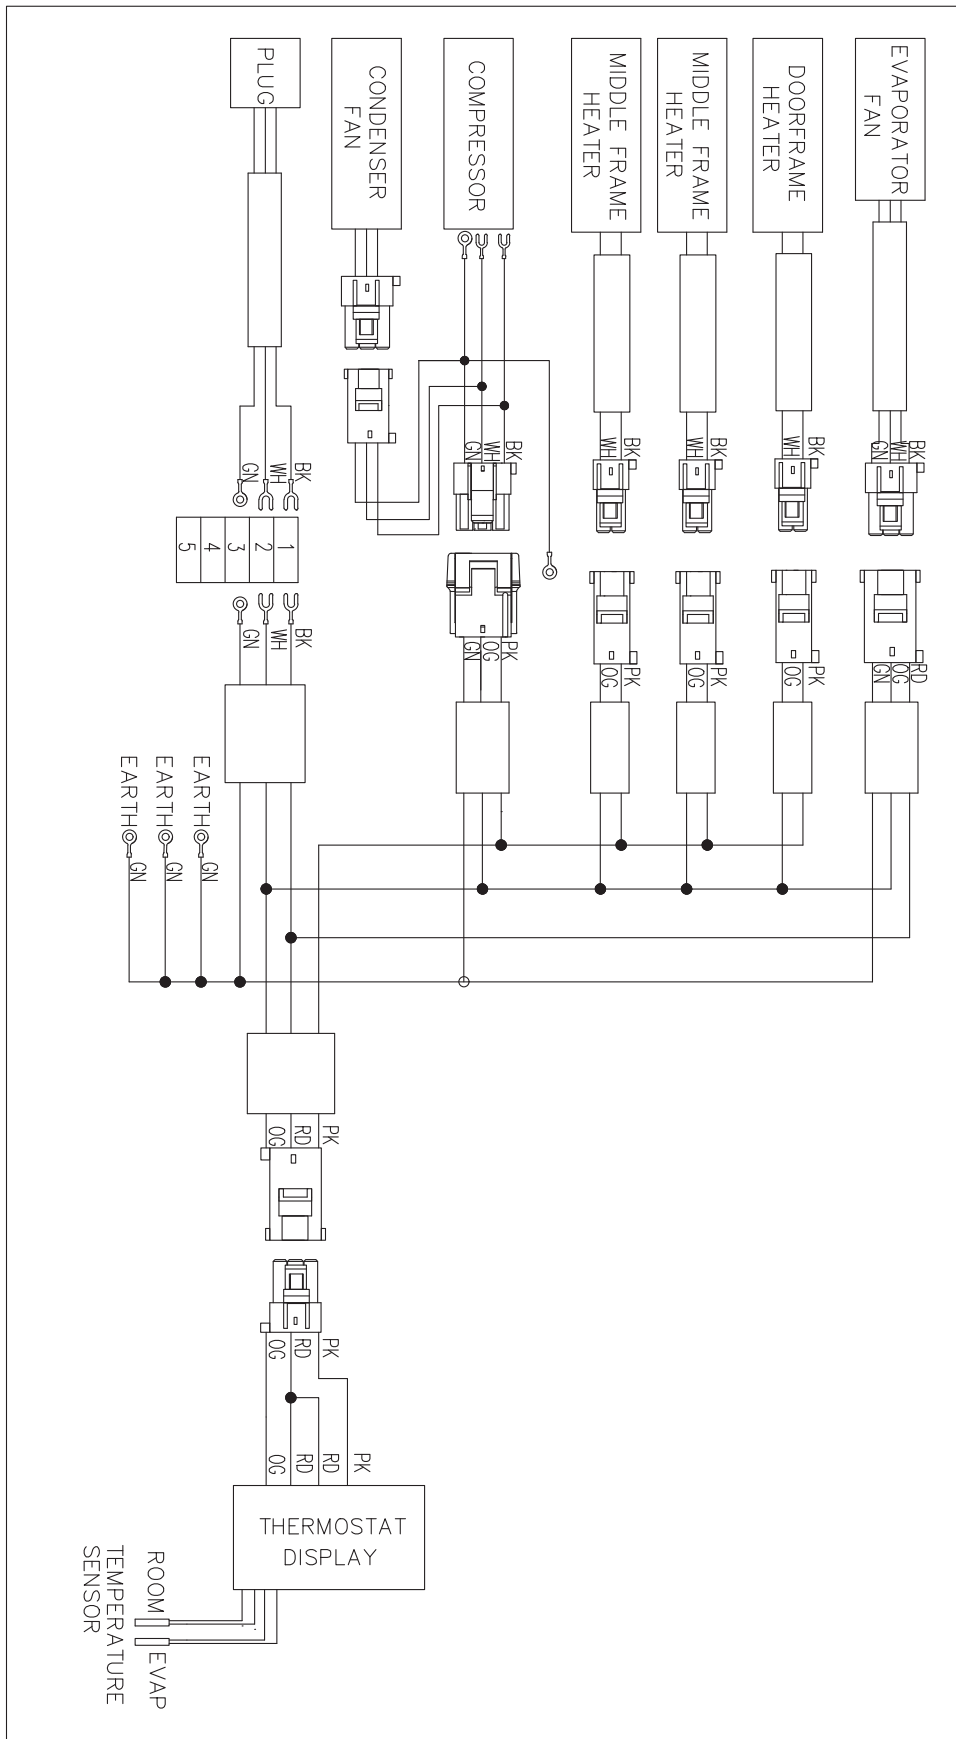 PLUG
CONDENSER
FAN
COMPRESSOR
MIDDLE FRAME
HEATER
MIDDLE FRAME
HEATER
DOORFRAME
HEATER
EVAPORATOR
FAN
GN
WH
BK
GN
WH
BK
WH
BK
WH
BK
WH
BK
GN
WH
BK
5
4
3
2
1
GN
WH
BK
GN
OG
PK
OG
PK
OG
PK
OG
PK
GN
OG
RD
EARTH
EARTH
EARTH
GN
GN
GN
OG
RD
PK
OG
RD
PK
OG
RD
RD
PK
THERMOSTAT
DISPLAY
ROOM
EVAP
TEMPERATURE
SENSOR